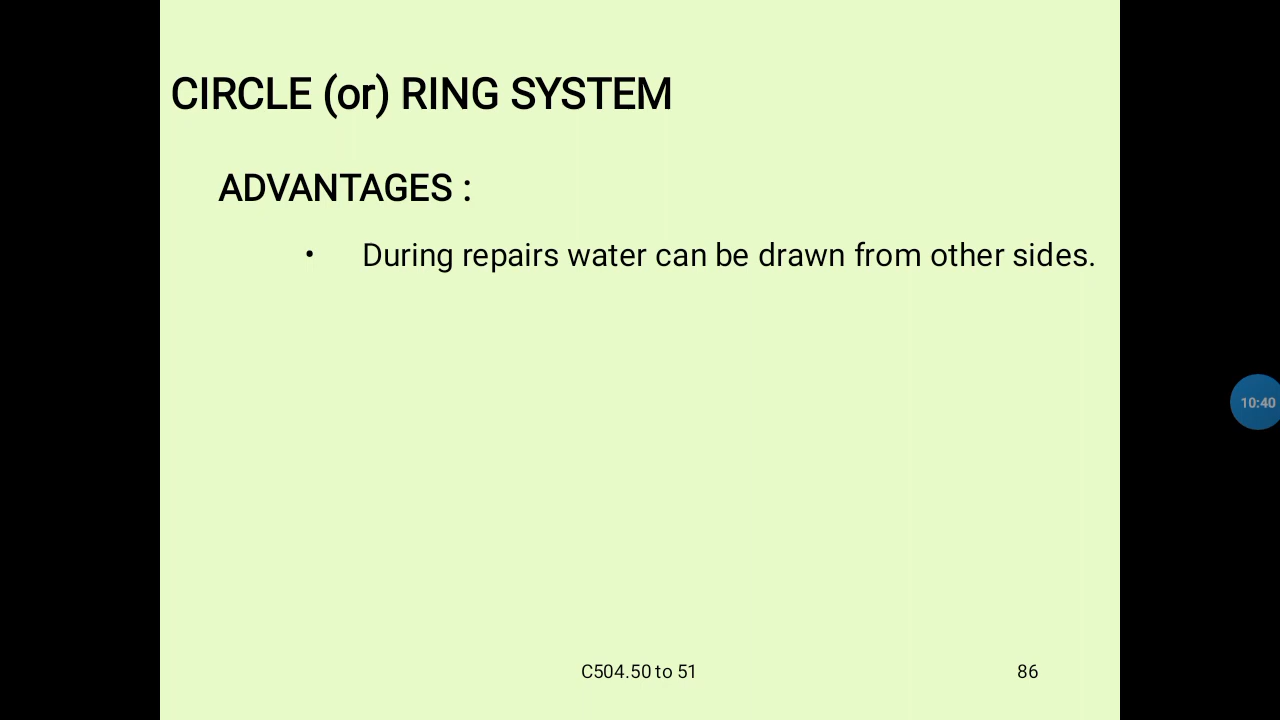 CIRCLE (or) RING SYSTEM
ADVANTAGES :
• During repairs water can be drawn from other sides.
10:40
C504.50 to 51
86